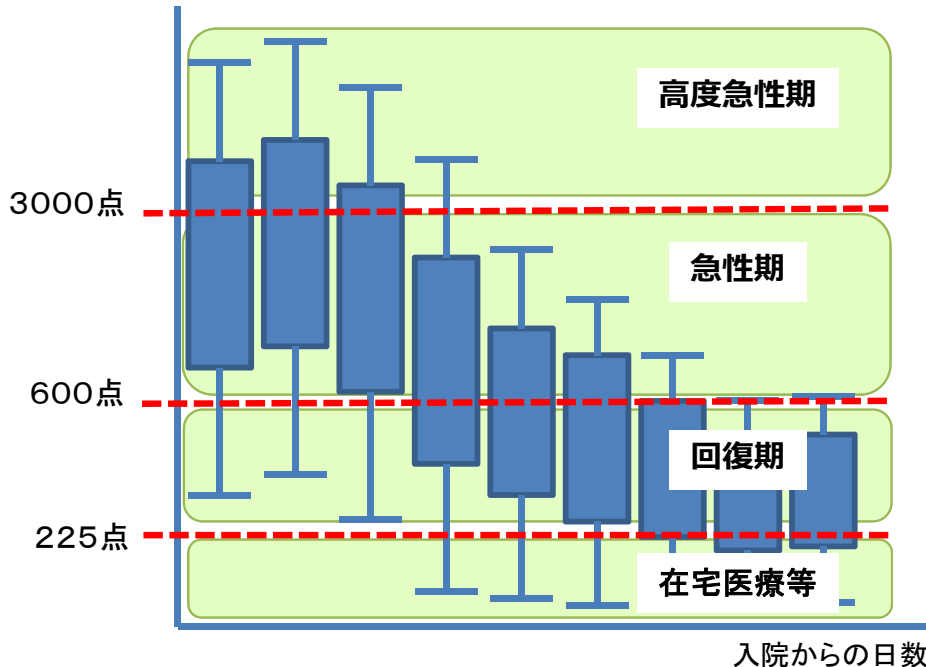 高度急性期
3000点
急性期
600点
回復期
225点
在宅医療等
入院からの日数